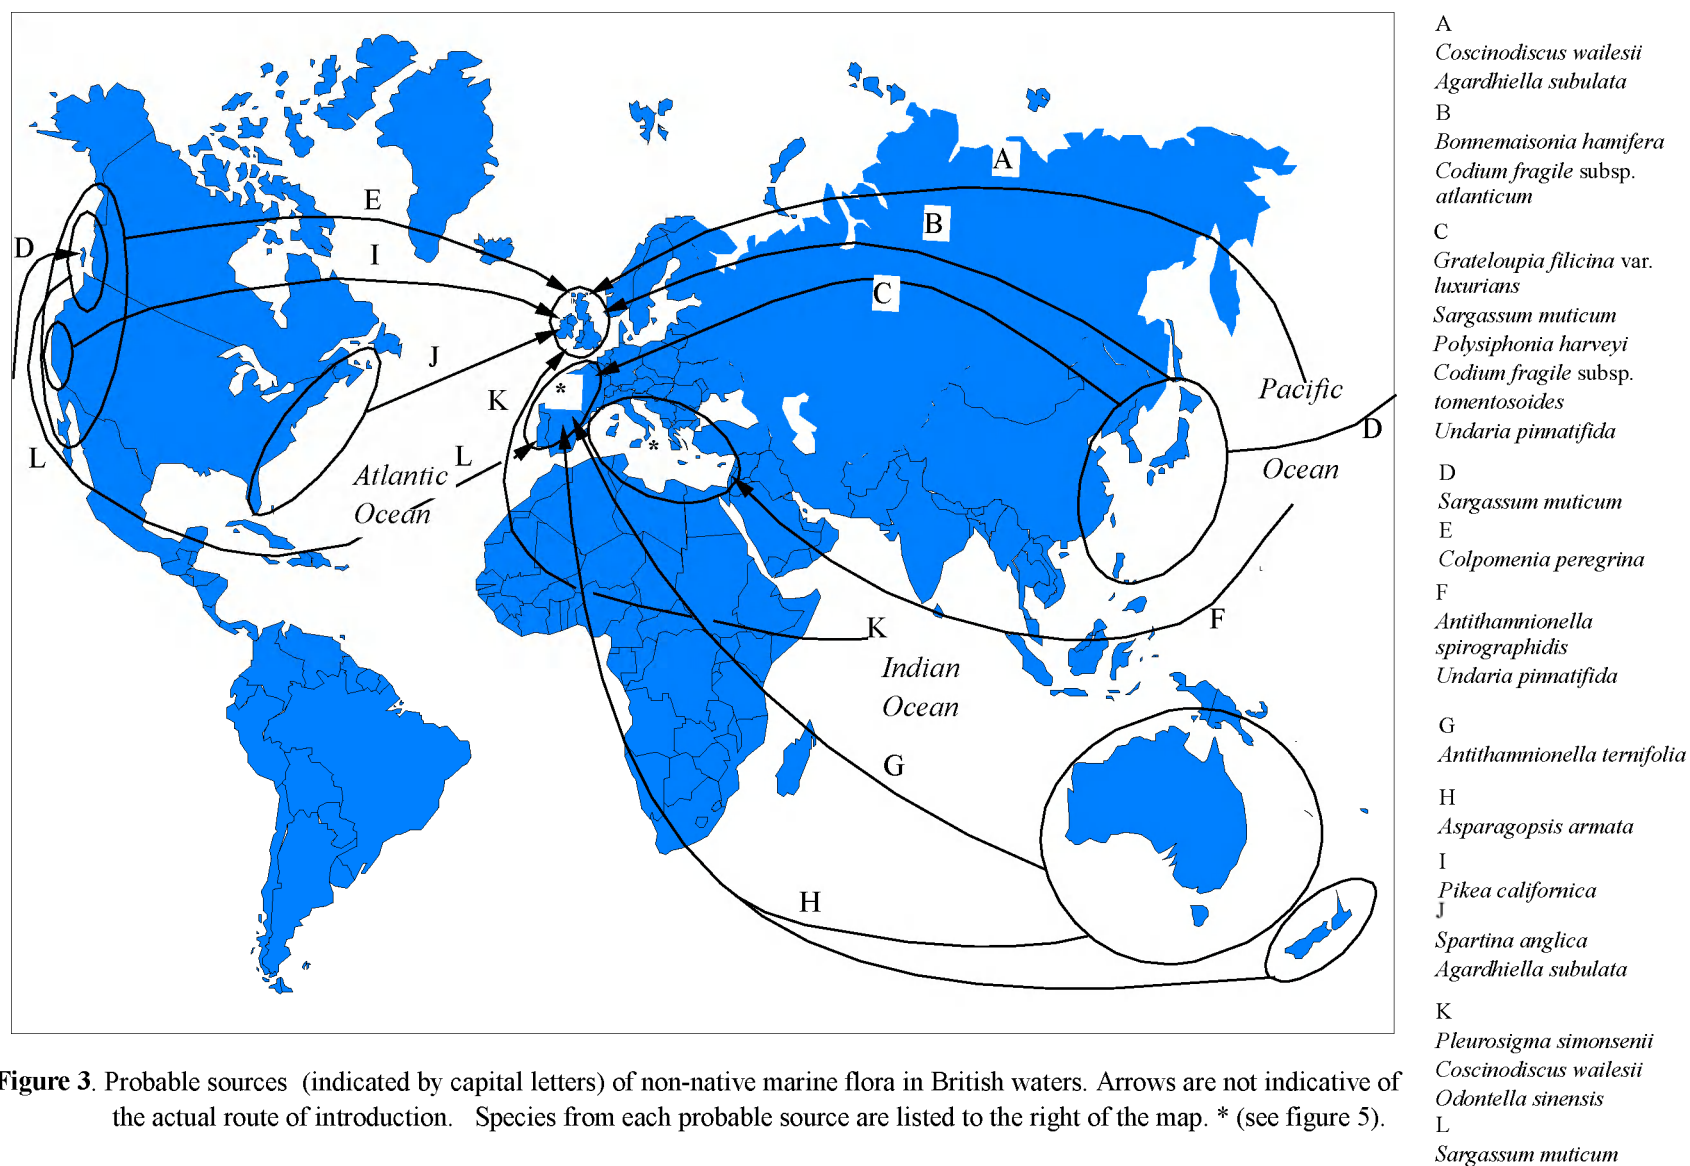 A
B
C
D
E
I
J
K
L
L
Atlantic
Ocean
*
*
Pacific
Ocean
D
F
K
Indian
Ocean
G
H
A
Coscinodiscus wailesii
Agardhiella subulata
B
Bonnemaisonia hamifera
Codium fragile subsp.
atlanticum
C
Grateloupia filicina var.
luxurians
Sargassum muticum
Polysiphonia harveyi
Codium fragile subsp.
tomentosoides
Undaria pinnatifida
D
Sargassum muticum
E
Colpomenia peregrina
F
Antithamnionella
spirographidis
Undaria pinnatifida
G
Antithamnionella ternifolia
H
Asparagopsis armata
I
Pikea californica
J
Spartina anglica
Agardhiella subulata
K
Pleurosigma simonsenii
Coscinodiscus wailesii
Odontella sinensis
L
Sargassum muticum
Figure 3. Probable sources (indicated by capital letters) of non-native marine flora in British waters. Arrows are not indicative of
the actual route of introduction. Species from each probable source are listed to the right of the map. * (see figure 5).